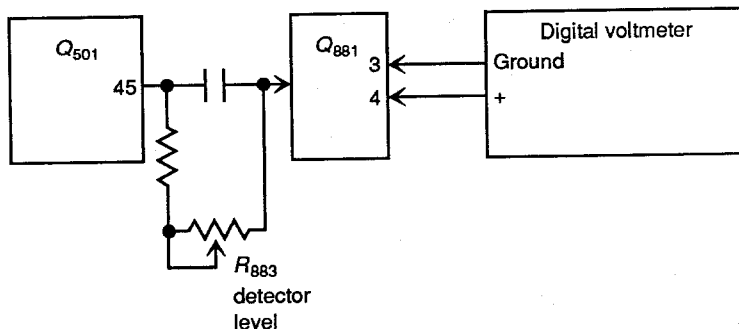 Q501
45
Q881
3
4
Digital voltmeter
Ground
+
R883
detector
level